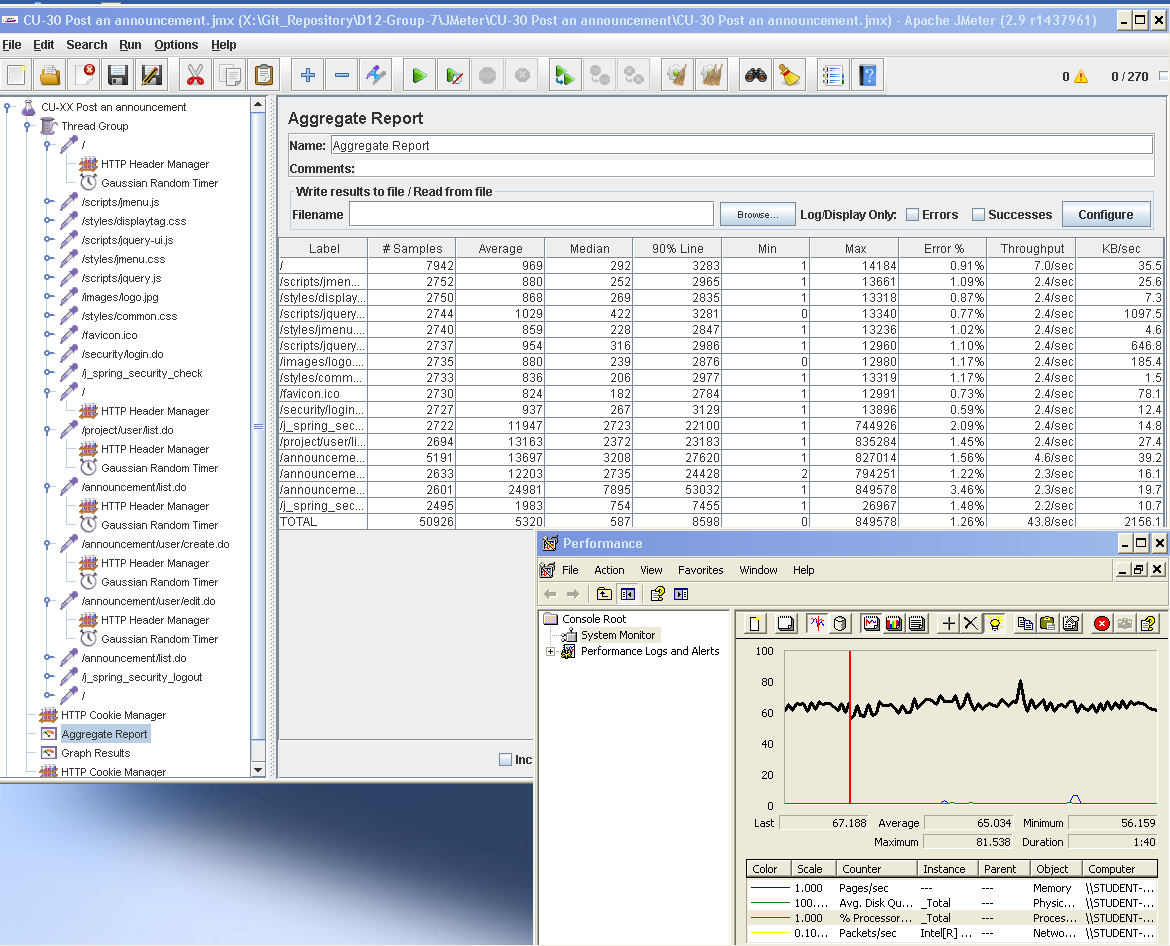 CU-30 Post an announcement.jmx (X:\Git_Repository\D12-Group-7\JMeter\CU-30 Post an announcement\CU-30 Post an announcement.jmx) - Apache JMeter (2.9 r1437961)
File Edit Search Run Options Help
0 0 / 270
CU-XX Post an announcement
Thread Group
/
HTTP Header Manager
Gaussian Random Timer
/scripts/jmenu.js
/styles/displaytag.css
/scripts/jquery-ui.js
/styles/jmenu.css
/scripts/jquery.js
/images/logo.jpg
/styles/common.css
/favicon.ico
/security/login.do
/j_spring_security_check
/
HTTP Header Manager
/project/user/list.do
HTTP Header Manager
Gaussian Random Timer
/announcement/list.do
HTTP Header Manager
Gaussian Random Timer
/announcement/user/create.do
HTTP Header Manager
Gaussian Random Timer
/announcement/user/edit.do
HTTP Header Manager
Gaussian Random Timer
/announcement/list.do
/j_spring_security_logout
/
HTTP Cookie Manager
Aggregate Report
Graph Results
HTTP Cookie Manager
Aggregate Report
Name: Aggregate Report
Comments:
Write results to file / Read from file
Filename Browse... Log/Display Only: Errors Successes Configure
Label # Samples Average Median 90% Line Min Max Error % Throughput KB/sec
/ 7942 969 292 3283 1 14184 0.91% 7.0/sec 35.5
/scripts/jmen... 2752 880 252 2965 1 13661 1.09% 2.4/sec 25.6
/styles/display... 2750 868 269 2835 1 13318 0.87% 2.4/sec 7.3
/scripts/jquery... 2744 1029 422 3281 0 13340 0.77% 2.4/sec 1097.5
/styles/jmenu.... 2740 859 228 2847 1 13236 1.02% 2.4/sec 4.6
/scripts/jquery... 2737 954 316 2986 1 12960 1.10% 2.4/sec 646.8
/images/logo.... 2735 880 239 2876 0 12980 1.17% 2.4/sec 185.4
/styles/comm... 2733 836 206 2977 1 13319 1.17% 2.4/sec 1.5
/favicon.ico 2730 824 182 2784 1 12991 0.73% 2.4/sec 78.1
/security/login... 2727 937 267 3129 1 13896 0.59% 2.4/sec 12.4
/j_spring_sec... 2722 11947 2723 22100 1 744926 2.09% 2.4/sec 14.8
/project/user/li... 2694 13163 2372 23183 1 835284 1.45% 2.4/sec 27.4
/announceme... 5191 13697 3208 27620 1 827014 1.56% 4.6/sec 39.2
/announceme... 2633 12203 2735 24428 2 794251 1.22% 2.3/sec 16.1
/announceme... 2601 24981 7895 53032 1 849578 3.46% 2.3/sec 19.7
/j_spring_sec... 2495 1983 754 7455 1 26967 1.48% 2.2/sec 10.7
TOTAL 50926 5320 587 8598 0 849578 1.26% 43.8/sec 2156.1
Inc
Performance
File Action View Favorites Window Help
Console Root
System Monitor
Performance Logs and Alerts
100
80
60
40
20
0
Last 67.188 Average 65.034 Minimum 56.159
Maximum 81.538 Duration 1:40
Color Scale Counter Instance Parent Object Computer
1.000 Pages/sec --- --- Memory \\STUDENT-...
100.... Avg. Disk Qu... _Total --- Physic... \\STUDENT-...
1.000 % Processor... _Total --- Proces... \\STUDENT-...
0.10... Packets/sec Intel[R] ... --- Netwo... \\STUDENT-...